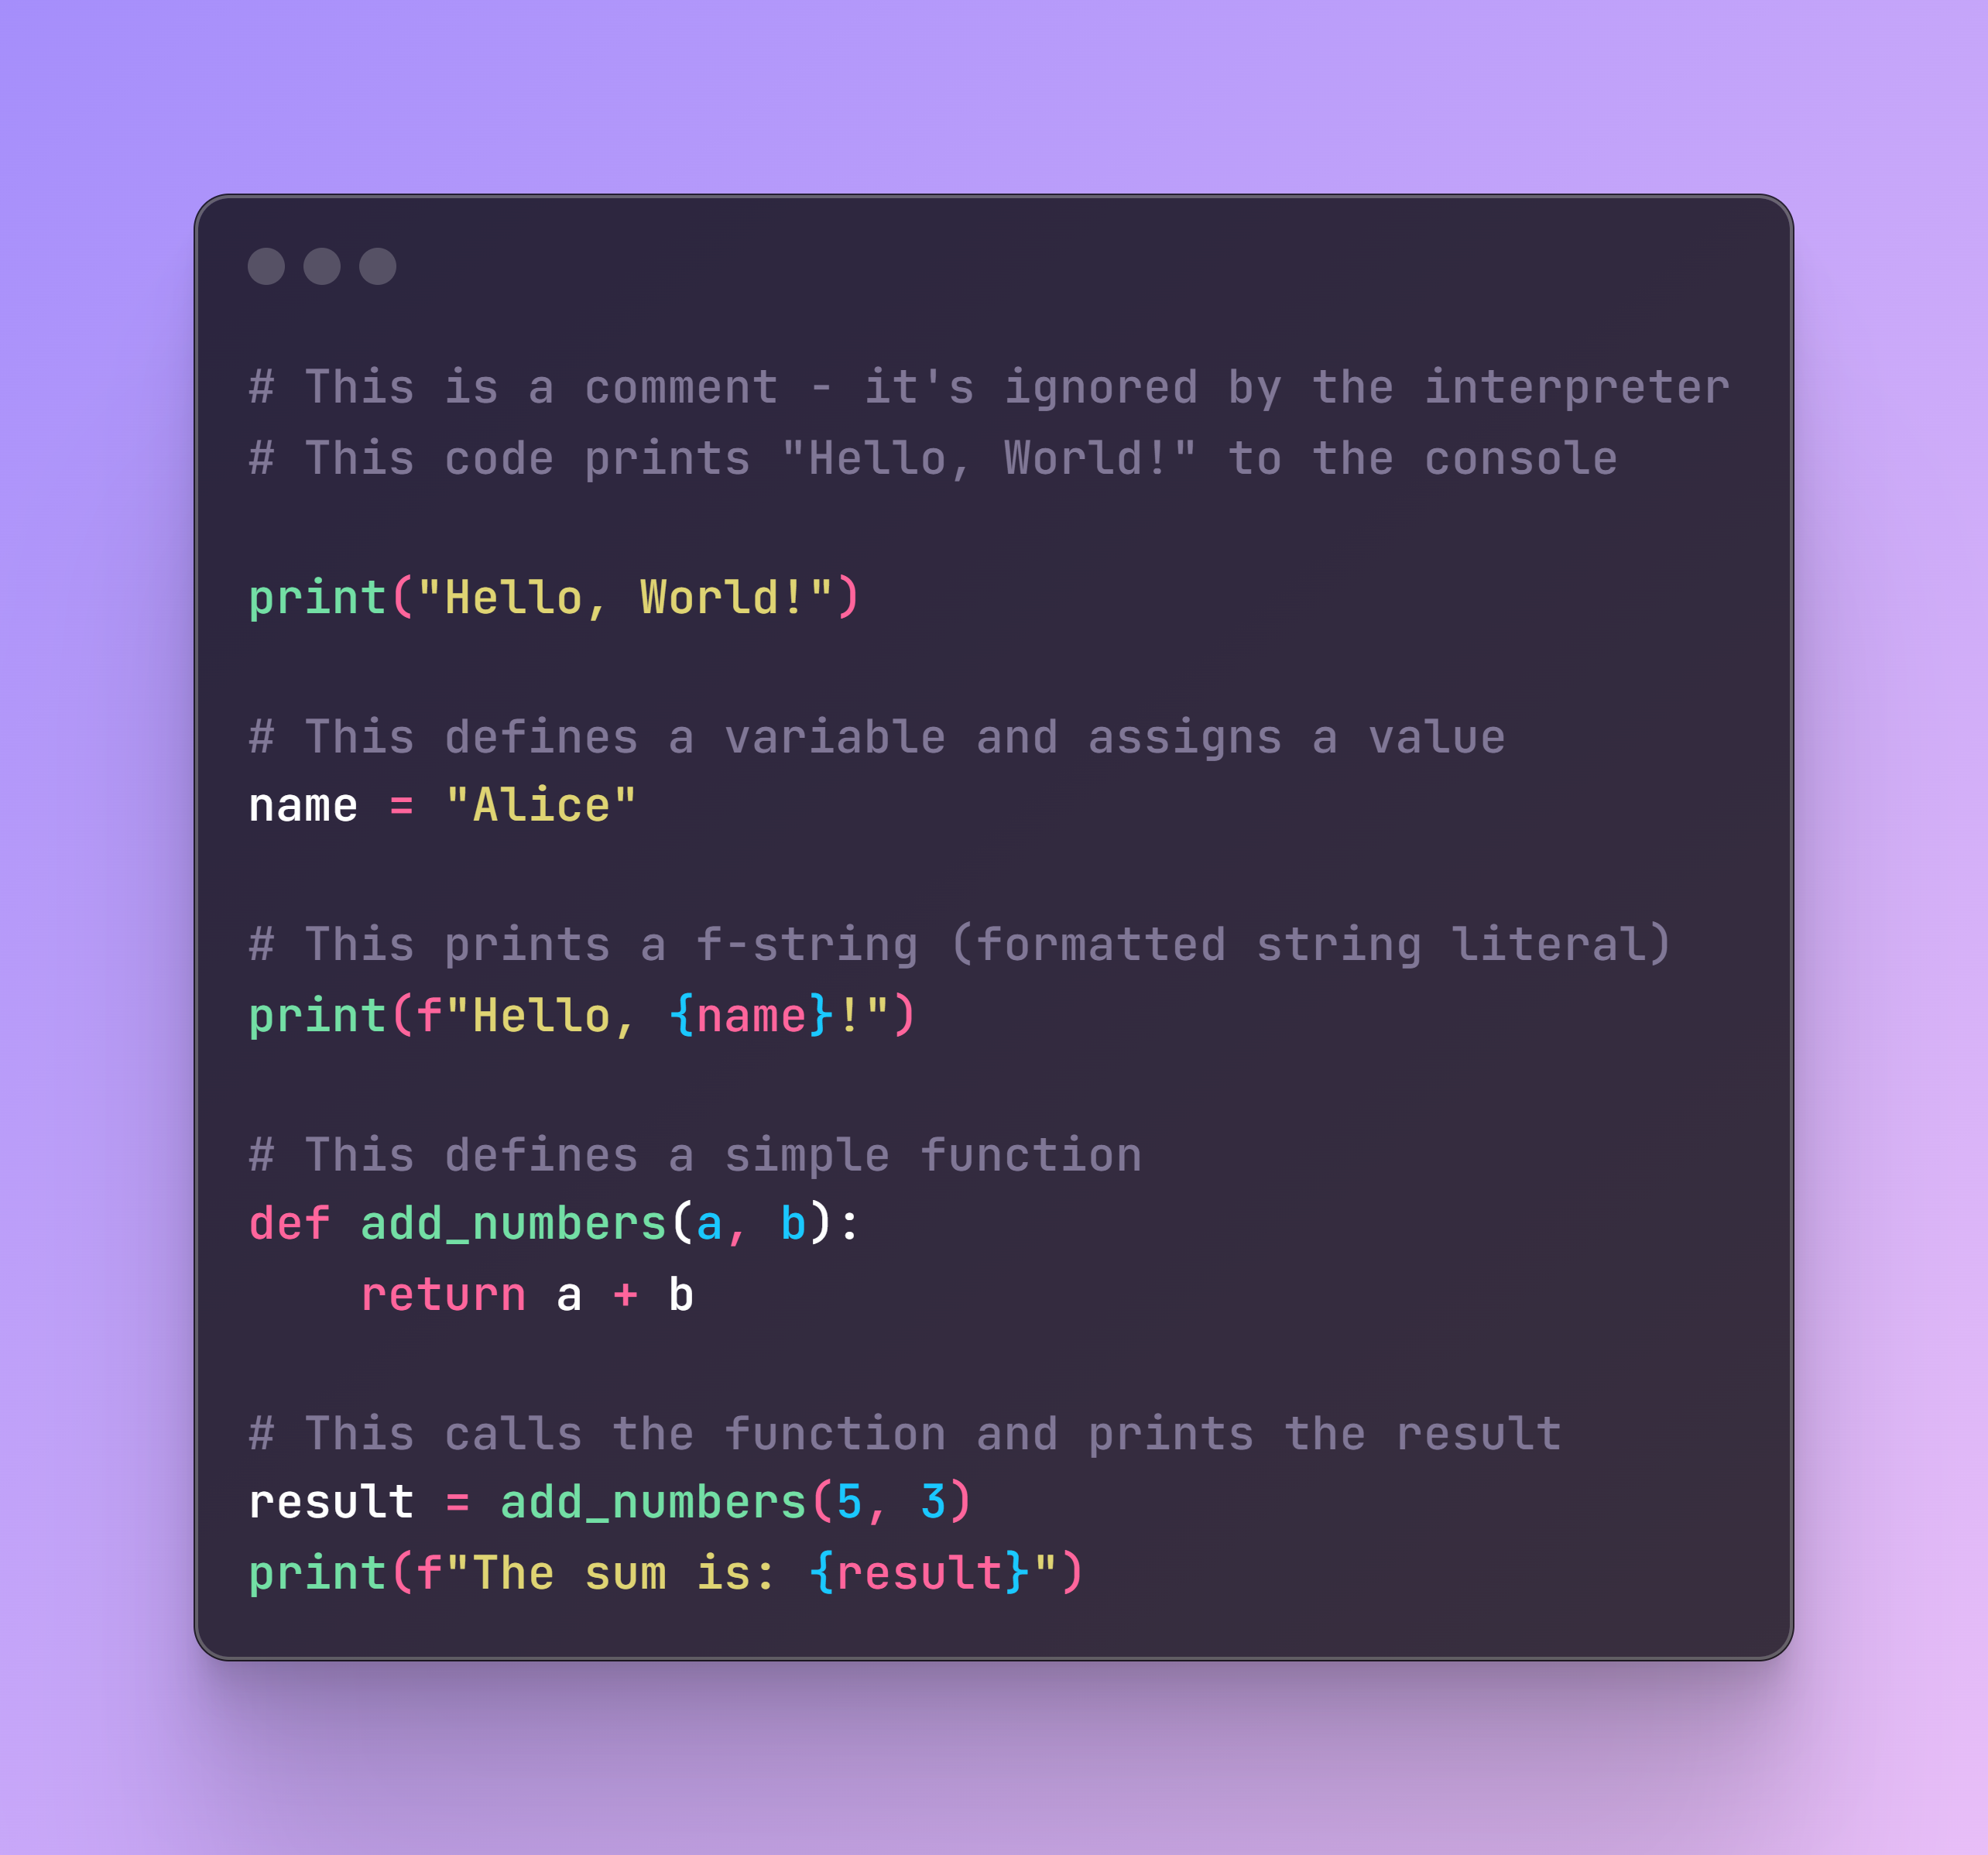 # This is a comment - it's ignored by the interpreter
# This code prints "Hello, World!" to the console

print("Hello, World!")

# This defines a variable and assigns a value
name = "Alice"

# This prints a f-string (formatted string literal)
print(f"Hello, {name}!")

# This defines a simple function
def add_numbers(a, b):
    return a + b

# This calls the function and prints the result
result = add_numbers(5, 3)
print(f"The sum is: {result}")